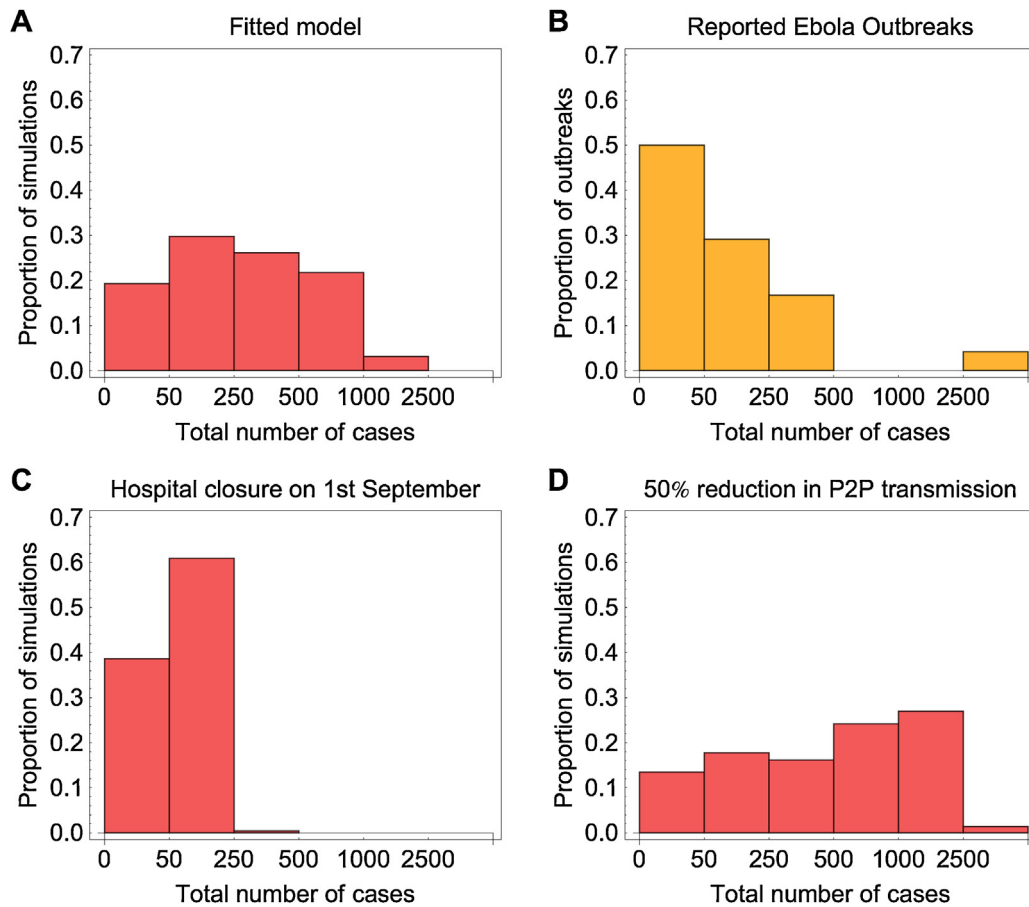 A
Fitted model
Proportion of simulations
0.7
0.6
0.5
0.4
0.3
0.2
0.1
0.0
0 50 250 500 1000 2500
Total number of cases
B
Reported Ebola Outbreaks
Proportion of outbreaks
0.7
0.6
0.5
0.4
0.3
0.2
0.1
0.0
0 50 250 500 1000 2500
Total number of cases
C
Hospital closure on 1st September
Proportion of simulations
0.7
0.6
0.5
0.4
0.3
0.2
0.1
0.0
0 50 250 500 1000 2500
Total number of cases
D
50% reduction in P2P transmission
Proportion of simulations
0.7
0.6
0.5
0.4
0.3
0.2
0.1
0.0
0 50 250 500 1000 2500
Total number of cases